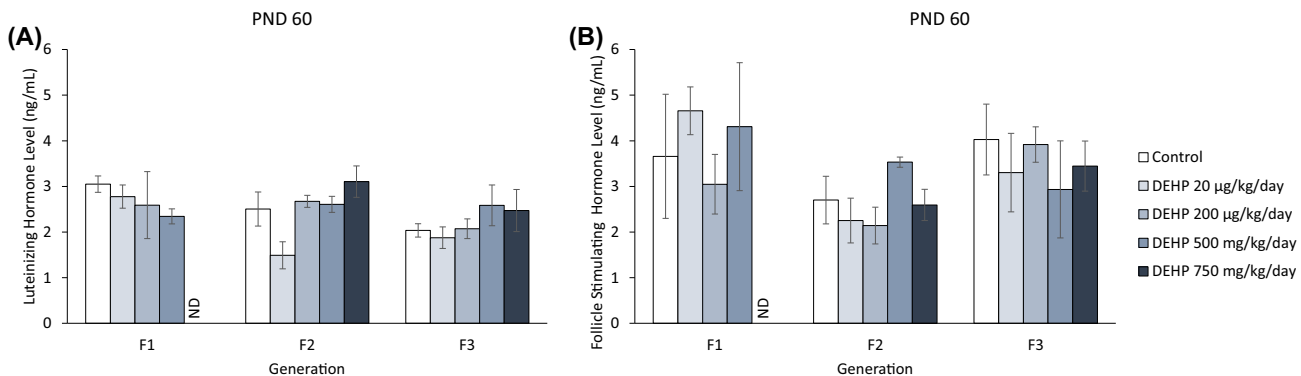 (A)
PND 60
Luteinizing Hormone Level (ng/mL)
6
5
4
3
2
1
0
ND
F1
F2
F3
Generation
(B)
PND 60
Follicle Stimulating Hormone Level (ng/mL)
6
5
4
3
2
1
0
ND
F1
F2
F3
Generation
Control
DEHP 20 µg/kg/day
DEHP 200 µg/kg/day
DEHP 500 mg/kg/day
DEHP 750 mg/kg/day